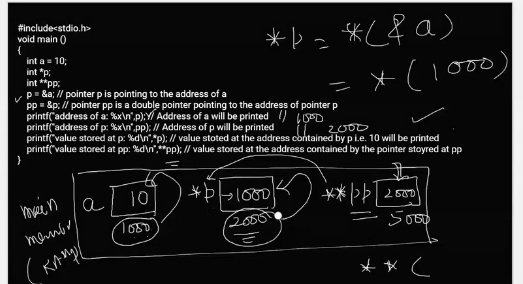 #include<stdio.h>
void main ()
{
int a = 10;
int *p;
int **pp;
p = &a; // pointer p is pointing to the address of a
pp = &p; // pointer pp is a double pointer pointing to the address of pointer p
printf("address of a: %x\n",p); // Address of a will be printed 1) 1000
printf("address of p: %x\n",pp); // Address of p will be printed 11 2000
printf("value stored at p: %d\n",*p); // value stoted at the address contained by p i.e. 10 will be printed
printf("value stored at pp: %d\n",**pp); // value stored at the address contained by the pointer stoyred at pp
}
*p = *(&a)
= *(1000)
a 10 *p →1000 **pp 2000
1000 2000 5000
main
memory
(RAM)
**(